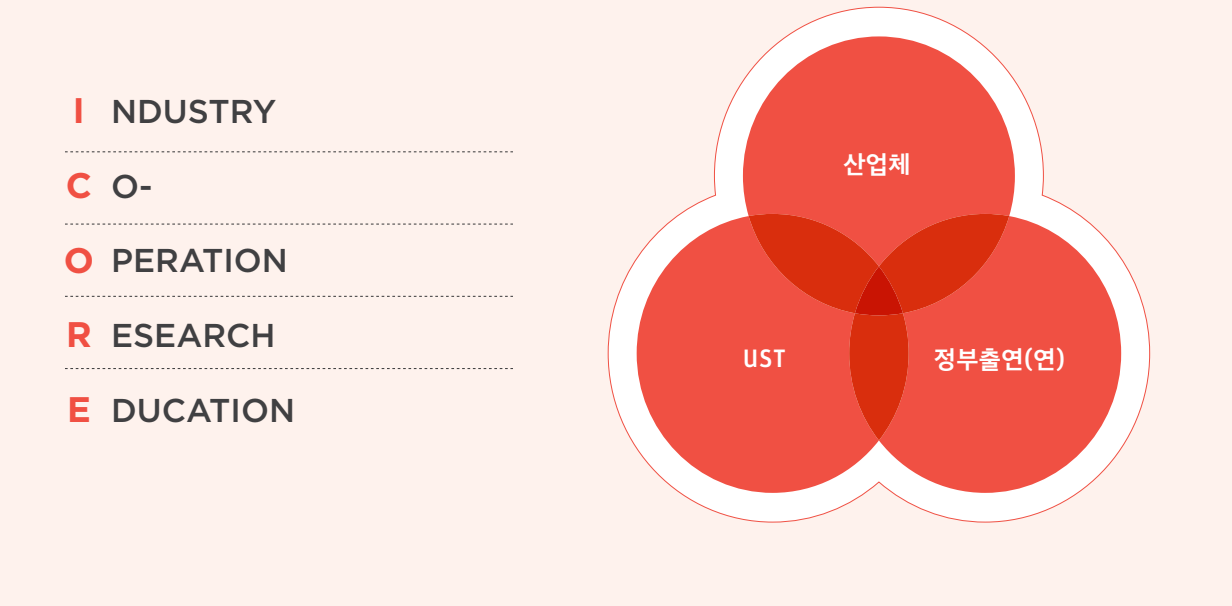 I NDUSTRY
C O-
O PERATION
R ESEARCH
E DUCATION
산업체
UST
정부출연(연)